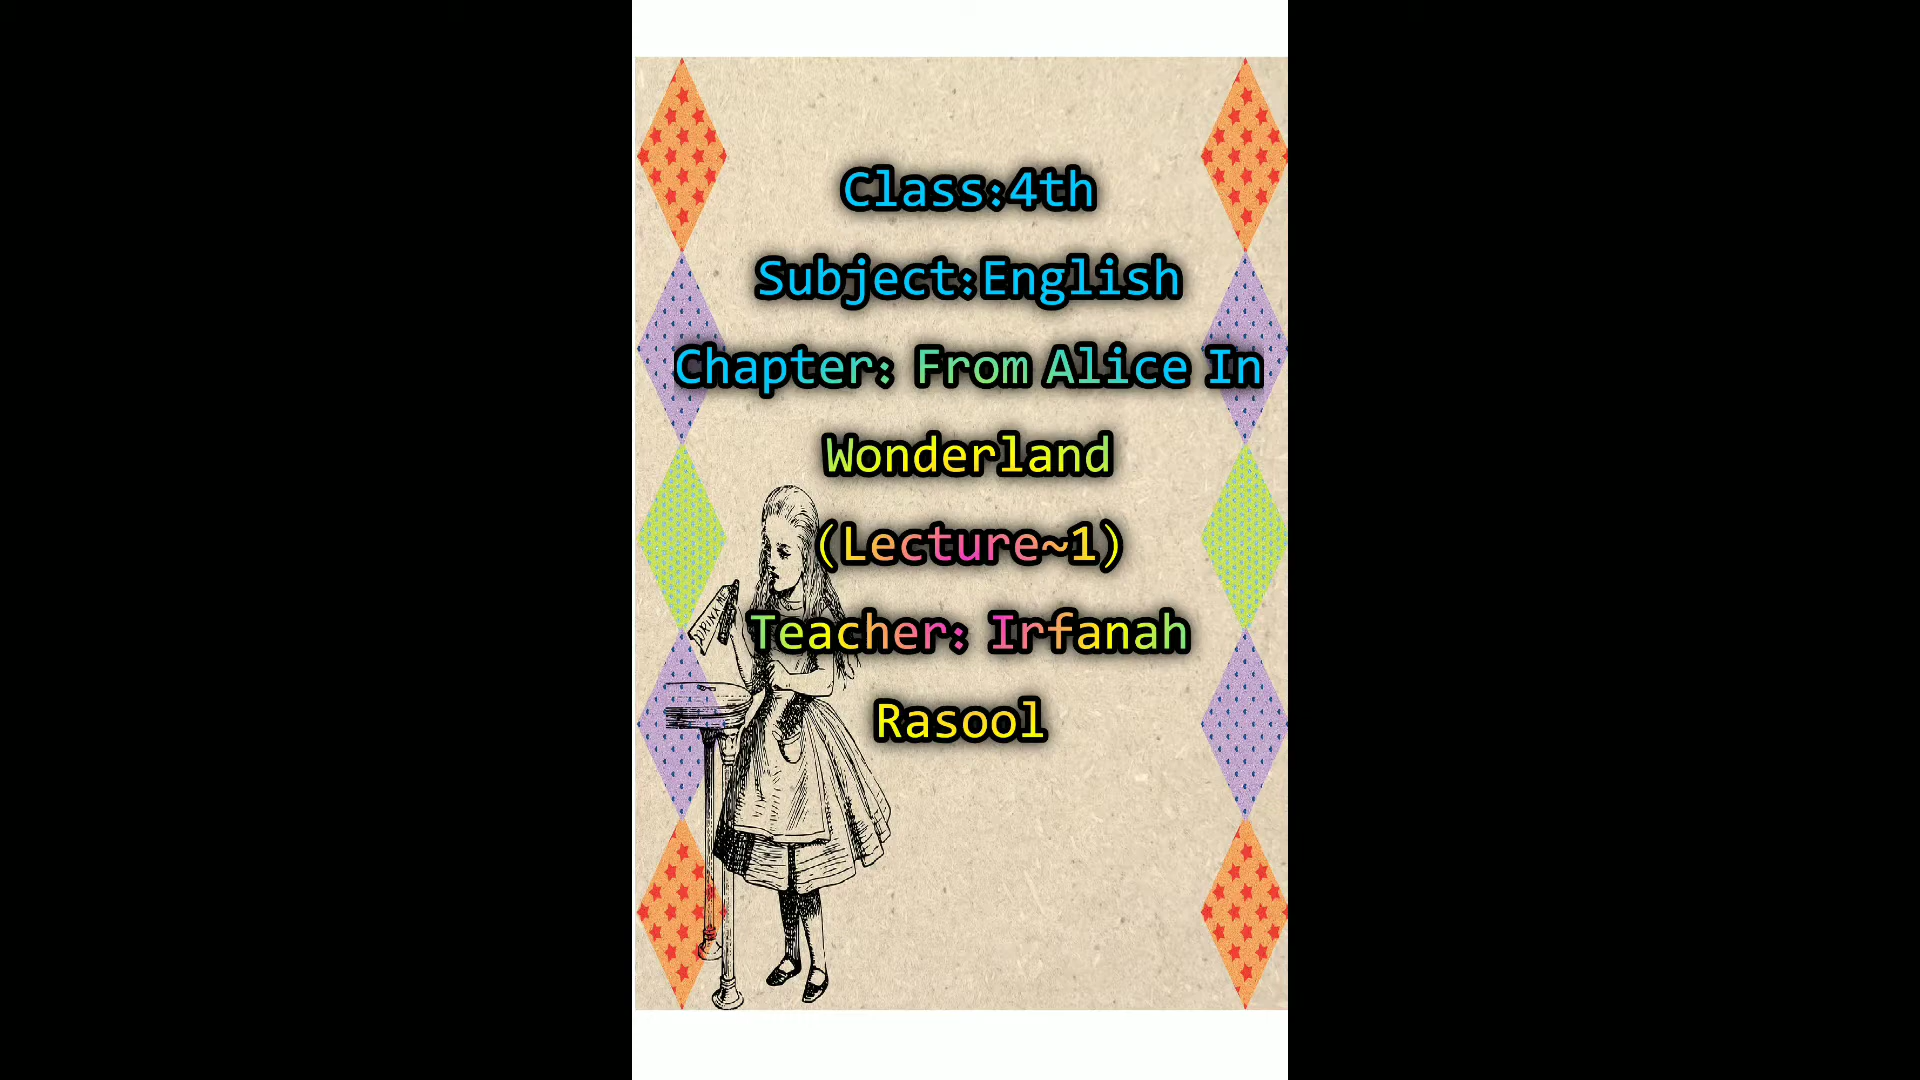 Class:4th
Subject:English
Chapter: From Alice In
Wonderland
(Lecture~1)
Teacher: Irfanah
Rasool